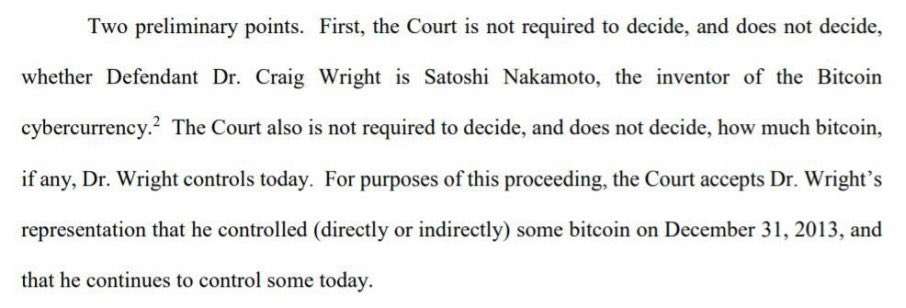 Two preliminary points. First, the Court is not required to decide, and does not decide,
whether Defendant Dr. Craig Wright is Satoshi Nakamoto, the inventor of the Bitcoin
cybercurrency.² The Court also is not required to decide, and does not decide, how much bitcoin,
if any, Dr. Wright controls today. For purposes of this proceeding, the Court accepts Dr. Wright’s
representation that he controlled (directly or indirectly) some bitcoin on December 31, 2013, and
that he continues to control some today.